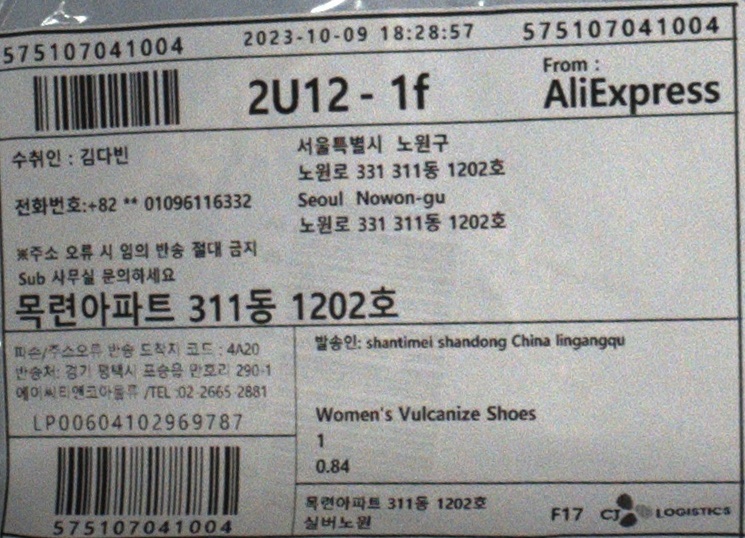 575107041004 2023-10-09 18:28:57 575107041004
2U12 - 1f
From :
AliExpress
수취인 : 김다빈
전화번호:+82 ** 01096116332
서울특별시 노원구
노원로 331 311동 1202호
Seoul Nowon-gu
노원로 331 311동 1202호
※주소 오류 시 임의 반송 절대 금지
Sub 사무실 문의하세요
목련아파트 311동 1202호
파손/주소오류 반송 도착지 코드 : 4A20
반송처: 경기 평택시 포승읍 만호리 290-1
에이씨티앤코아물류 /TEL :02-2665-2881
LP00604102969787
575107041004
발송인: shantimei shandong China lingangqu
Women's Vulcanize Shoes
1
0.84
목련아파트 311동 1202호
실버노원
F17 CJ LOGISTICS